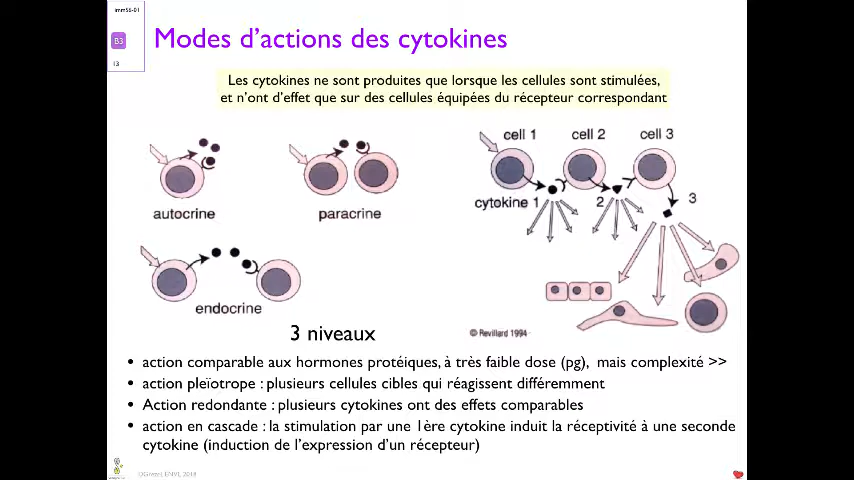 imm56-01
B3
13
Modes d’actions des cytokines
Les cytokines ne sont produites que lorsque les cellules sont stimulées,
et n'ont d'effet que sur des cellules équipées du récepteur correspondant
autocrine
paracrine
endocrine
cell 1 cell 2 cell 3
cytokine 1 2 3
© Revillard 1994
3 niveaux
• action comparable aux hormones protéiques, à très faible dose (pg), mais complexité >>
• action pleïotrope : plusieurs cellules cibles qui réagissent différemment
• Action redondante : plusieurs cytokines ont des effets comparables
• action en cascade : la stimulation par une 1ère cytokine induit la réceptivité à une seconde
cytokine (induction de l'expression d'un récepteur)
2018